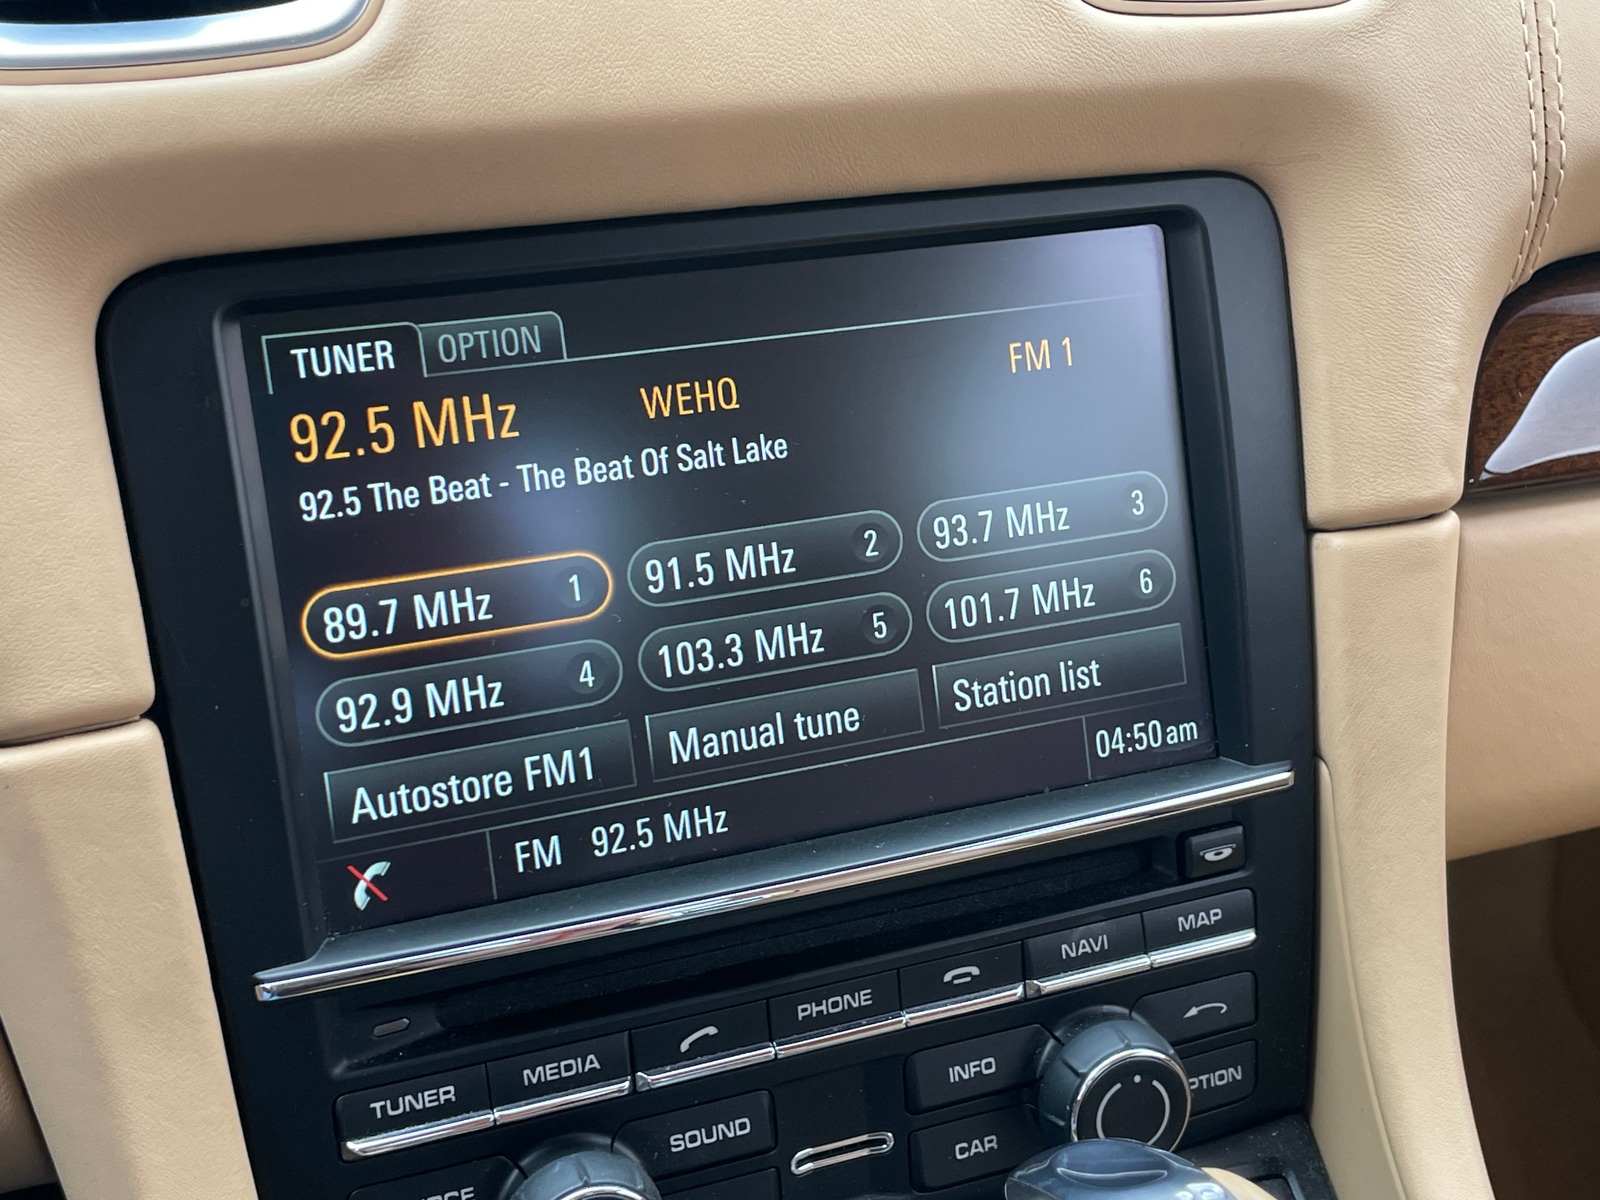 TUNER OPTION
92.5 MHz WEHQ FM 1
92.5 The Beat - The Beat Of Salt Lake
89.7 MHz 1 91.5 MHz 2 93.7 MHz 3
92.9 MHz 4 103.3 MHz 5 101.7 MHz 6
Autostore FM1 Manual tune Station list
FM 92.5 MHz 04:50 am
TUNER MEDIA PHONE NAVI MAP
SOUND INFO
CAR